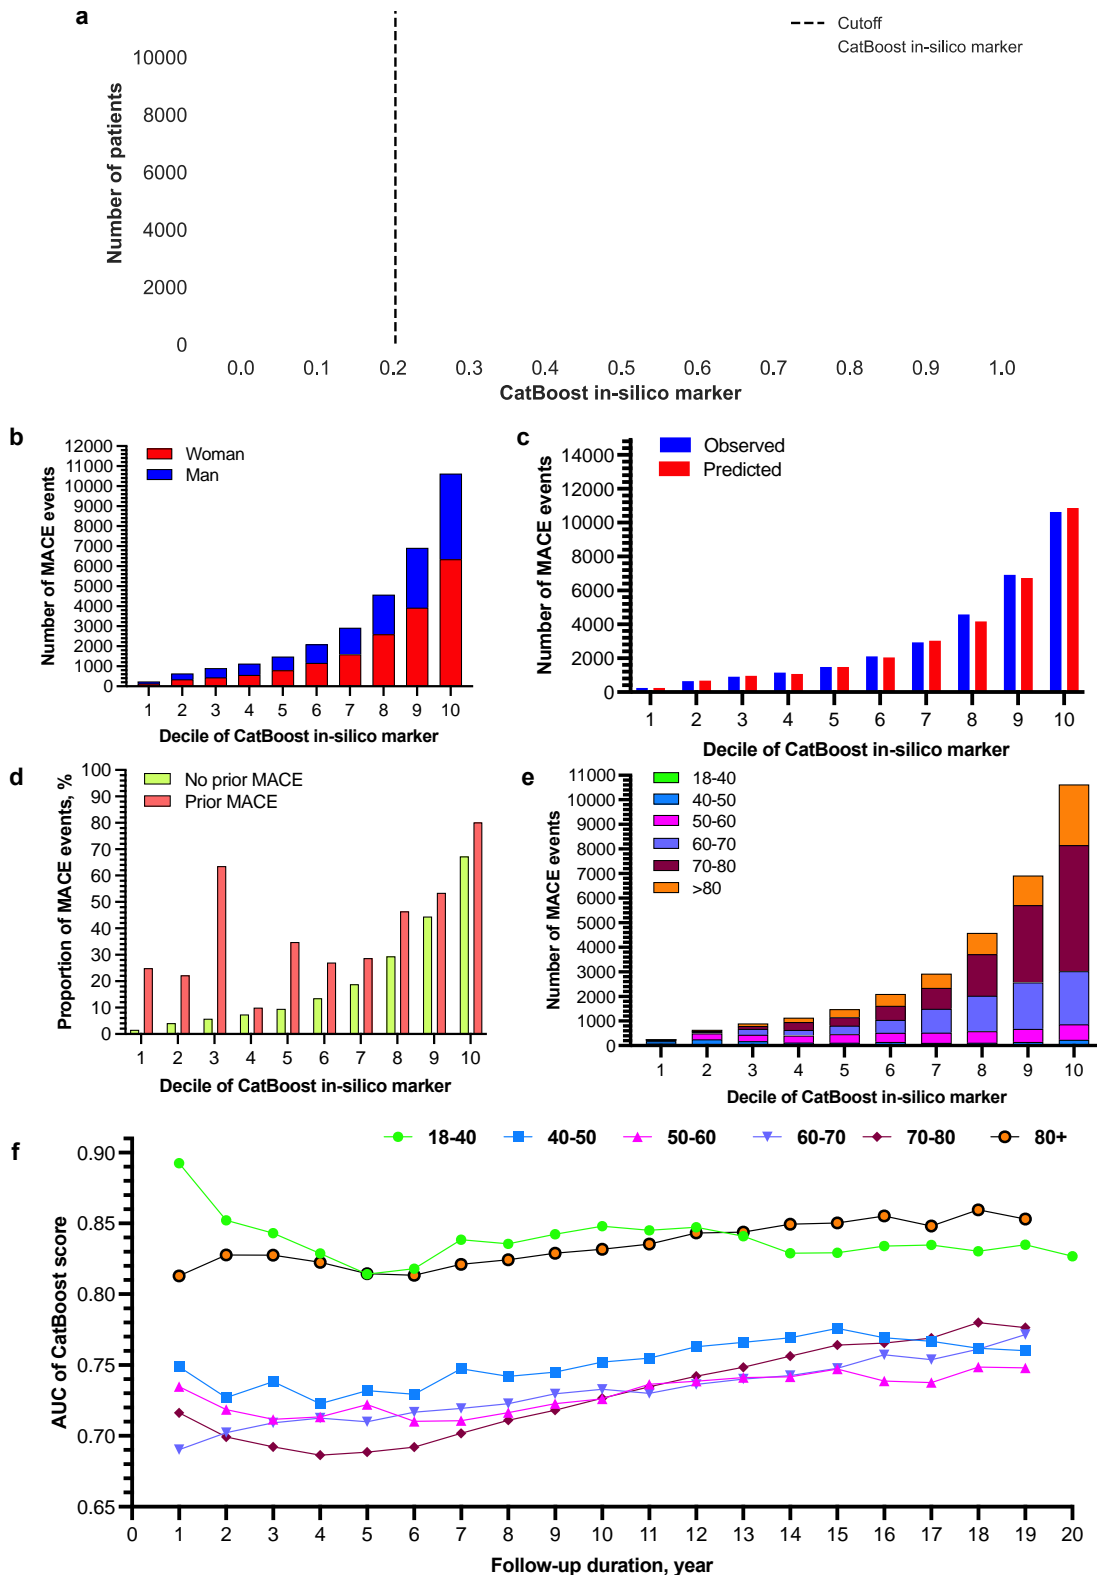 a
Cutoff
CatBoost in-silico marker
10000
8000
6000
4000
2000
0
Number of patients
0.0 0.1 0.2 0.3 0.4 0.5 0.6 0.7 0.8 0.9 1.0
CatBoost in-silico marker
b
Woman
Man
12000
11000
10000
9000
8000
7000
6000
5000
4000
3000
2000
1000
0
Number of MACE events
1 2 3 4 5 6 7 8 9 10
Decile of CatBoost in-silico marker
c
Observed
Predicted
14000
12000
10000
8000
6000
4000
2000
0
Number of MACE events
1 2 3 4 5 6 7 8 9 10
Decile of CatBoost in-silico marker
d
No prior MACE
Prior MACE
100
90
80
70
60
50
40
30
20
10
0
Proportion of MACE events, %
1 2 3 4 5 6 7 8 9 10
Decile of CatBoost in-silico marker
e
18-40
40-50
50-60
60-70
70-80
>80
11000
10000
9000
8000
7000
6000
5000
4000
3000
2000
1000
0
Number of MACE events
1 2 3 4 5 6 7 8 9 10
Decile of CatBoost in-silico marker
f
18-40 40-50 50-60 60-70 70-80 80+
0.90
0.85
0.80
0.75
0.70
0.65
AUC of CatBoost score
0 1 2 3 4 5 6 7 8 9 10 11 12 13 14 15 16 17 18 19 20
Follow-up duration, year